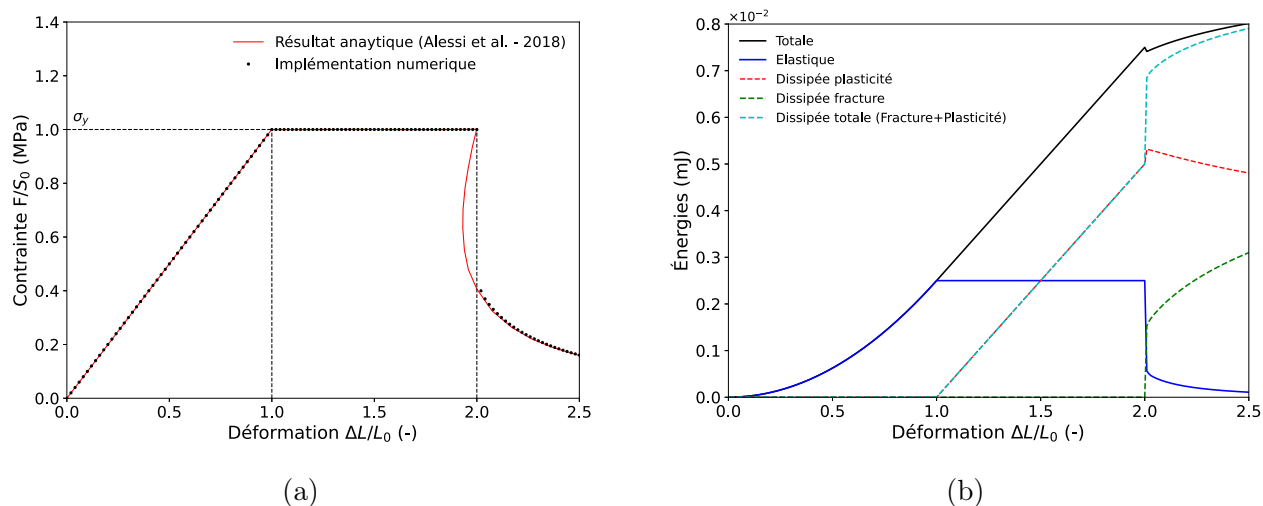 Résultat anaytique (Alessi et al. - 2018)
Implémentation numerique
σy
Contrainte F/S0 (MPa)
1.4
1.2
1.0
0.8
0.6
0.4
0.2
0.0
0.0 0.5 1.0 1.5 2.0 2.5
Déformation ΔL/L0 (-)
(a)
×10−2
Totale
Elastique
Dissipée plasticité
Dissipée fracture
Dissipée totale (Fracture+Plasticité)
Énergies (mJ)
0.8
0.7
0.6
0.5
0.4
0.3
0.2
0.1
0.0
0.0 0.5 1.0 1.5 2.0 2.5
Déformation ΔL/L0 (-)
(b)